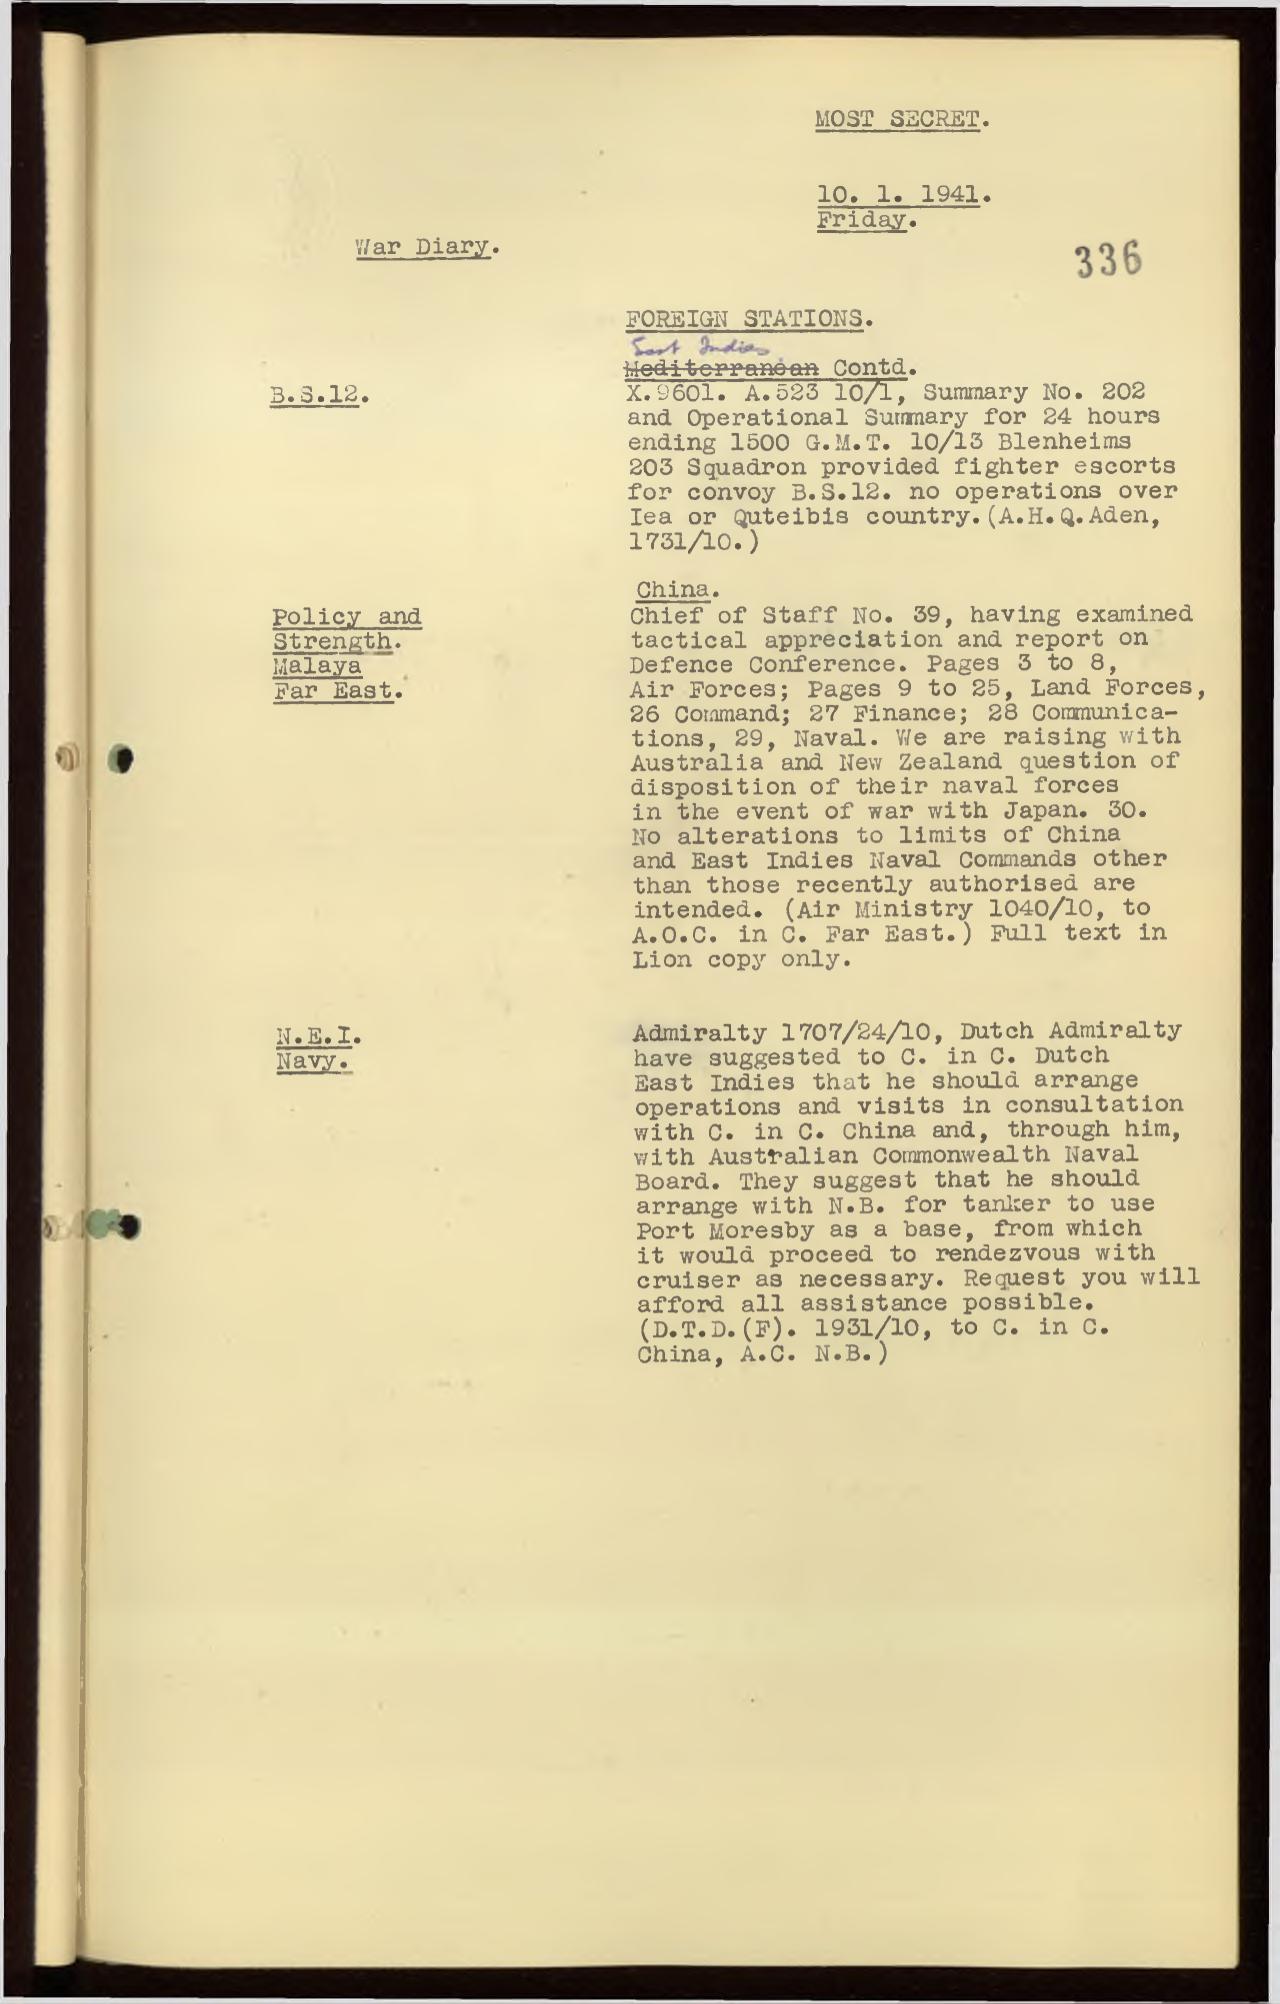 MOST SECRET.
10. 1. 1941.
Friday.
War Diary.
336
FOREIGN STATIONS.
East Indies
Mediterranean Contd.
B.S.12.
X.9601. A.523 10/1, Summary No. 202
and Operational Summary for 24 hours
ending 1500 G.M.T. 10/13 Blenheims
203 Squadron provided fighter escorts
for convoy B.S.12. no operations over
Iea or Quteibis country.(A.H.Q.Aden,
1731/10.)
China.
Policy and
Strength.
Malaya
Far East.
Chief of Staff No. 39, having examined
tactical appreciation and report on
Defence Conference. Pages 3 to 8,
Air Forces; Pages 9 to 25, Land Forces,
26 Command; 27 Finance; 28 Communica-
tions, 29, Naval. We are raising with
Australia and New Zealand question of
disposition of their naval forces
in the event of war with Japan. 30.
No alterations to limits of China
and East Indies Naval Commands other
than those recently authorised are
intended. (Air Ministry 1040/10, to
A.O.C. in C. Far East.) Full text in
Lion copy only.
N.E.I.
Navy.
Admiralty 1707/24/10, Dutch Admiralty
have suggested to C. in C. Dutch
East Indies that he should arrange
operations and visits in consultation
with C. in C. China and, through him,
with Australian Commonwealth Naval
Board. They suggest that he should
arrange with N.B. for tanker to use
Port Moresby as a base, from which
it would proceed to rendezvous with
cruiser as necessary. Request you will
afford all assistance possible.
(D.T.D.(F). 1931/10, to C. in C.
China, A.C. N.B.)